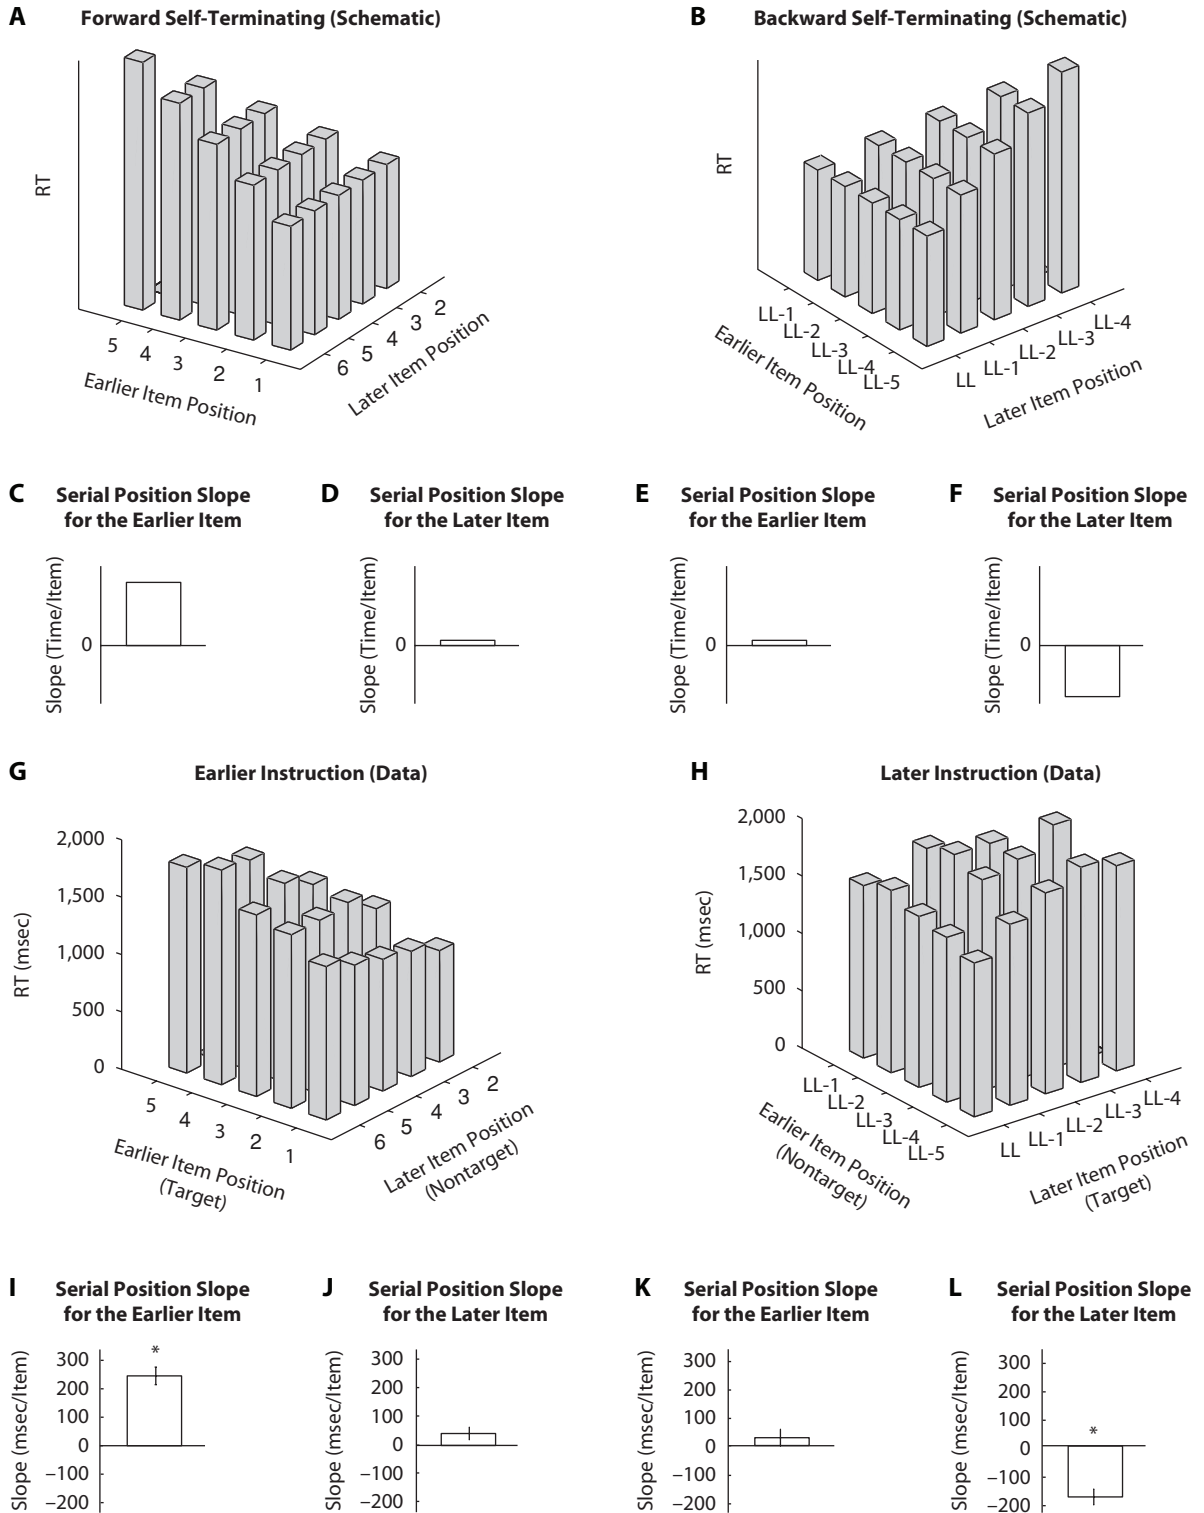 A Forward Self-Terminating (Schematic)
RT
5 4 3 2 1
Earlier Item Position
6 5 4 3 2
Later Item Position
B Backward Self-Terminating (Schematic)
RT
LL-1 LL-2 LL-3 LL-4 LL-5
Earlier Item Position
LL LL-1 LL-2 LL-3 LL-4
Later Item Position
C Serial Position Slope
for the Earlier Item
Slope (Time/Item)
0
D Serial Position Slope
for the Later Item
Slope (Time/Item)
0
E Serial Position Slope
for the Earlier Item
Slope (Time/Item)
0
F Serial Position Slope
for the Later Item
Slope (Time/Item)
0
G Earlier Instruction (Data)
RT (msec)
2,000
1,500
1,000
500
0
5 4 3 2 1
Earlier Item Position
(Target)
6 5 4 3 2
Later Item Position
(Nontarget)
H Later Instruction (Data)
RT (msec)
2,000
1,500
1,000
500
0
LL-1 LL-2 LL-3 LL-4 LL-5
Earlier Item Position
(Nontarget)
LL LL-1 LL-2 LL-3 LL-4
Later Item Position
(Target)
I Serial Position Slope
for the Earlier Item
Slope (msec/Item)
300
200
100
0
–100
–200
*
J Serial Position Slope
for the Later Item
Slope (msec/Item)
300
200
100
0
–100
–200
K Serial Position Slope
for the Earlier Item
Slope (msec/Item)
300
200
100
0
–100
–200
L Serial Position Slope
for the Later Item
Slope (msec/Item)
300
200
100
0
–100
–200
*